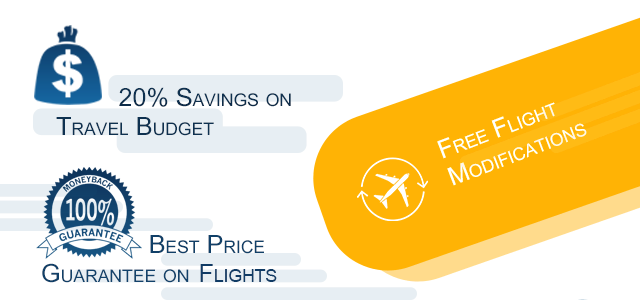 $
20% Savings on
Travel Budget
Free Flight
Modifications
MONEYBACK
100%
GUARANTEE
Best Price
Guarantee on Flights